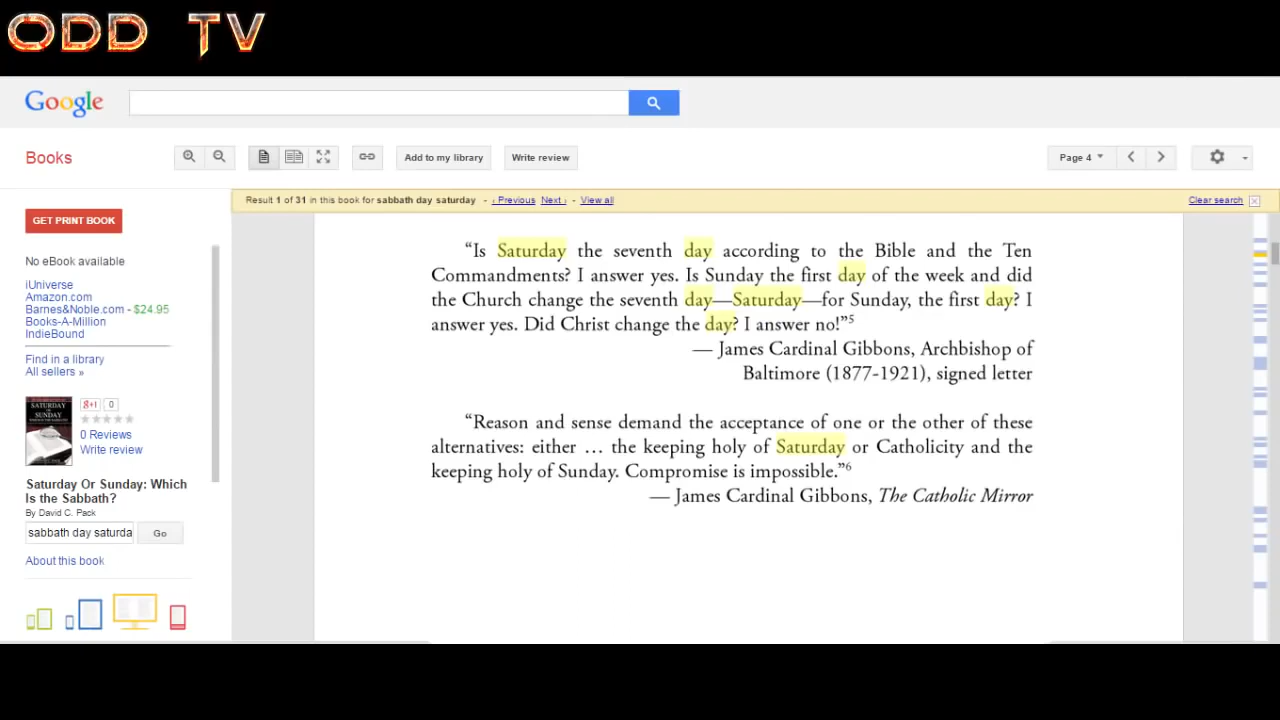 ODD TV
Google
Books
Add to my library
Write review
Page 4
Result 1 of 31 in this book for sabbath day saturday - ‹ Previous Next › - View all
Clear search
GET PRINT BOOK
No eBook available
iUniverse
Amazon.com
Barnes&Noble.com - $24.95
Books-A-Million
IndieBound
Find in a library
All sellers »
g+1 0
0 Reviews
Write review
Saturday Or Sunday: Which
Is the Sabbath?
By David C. Pack
sabbath day saturda
Go
About this book
“Is Saturday the seventh day according to the Bible and the Ten
Commandments? I answer yes. Is Sunday the first day of the week and did
the Church change the seventh day—Saturday—for Sunday, the first day? I
answer yes. Did Christ change the day? I answer no!”5
— James Cardinal Gibbons, Archbishop of
Baltimore (1877-1921), signed letter
“Reason and sense demand the acceptance of one or the other of these
alternatives: either … the keeping holy of Saturday or Catholicity and the
keeping holy of Sunday. Compromise is impossible.”6
— James Cardinal Gibbons, The Catholic Mirror